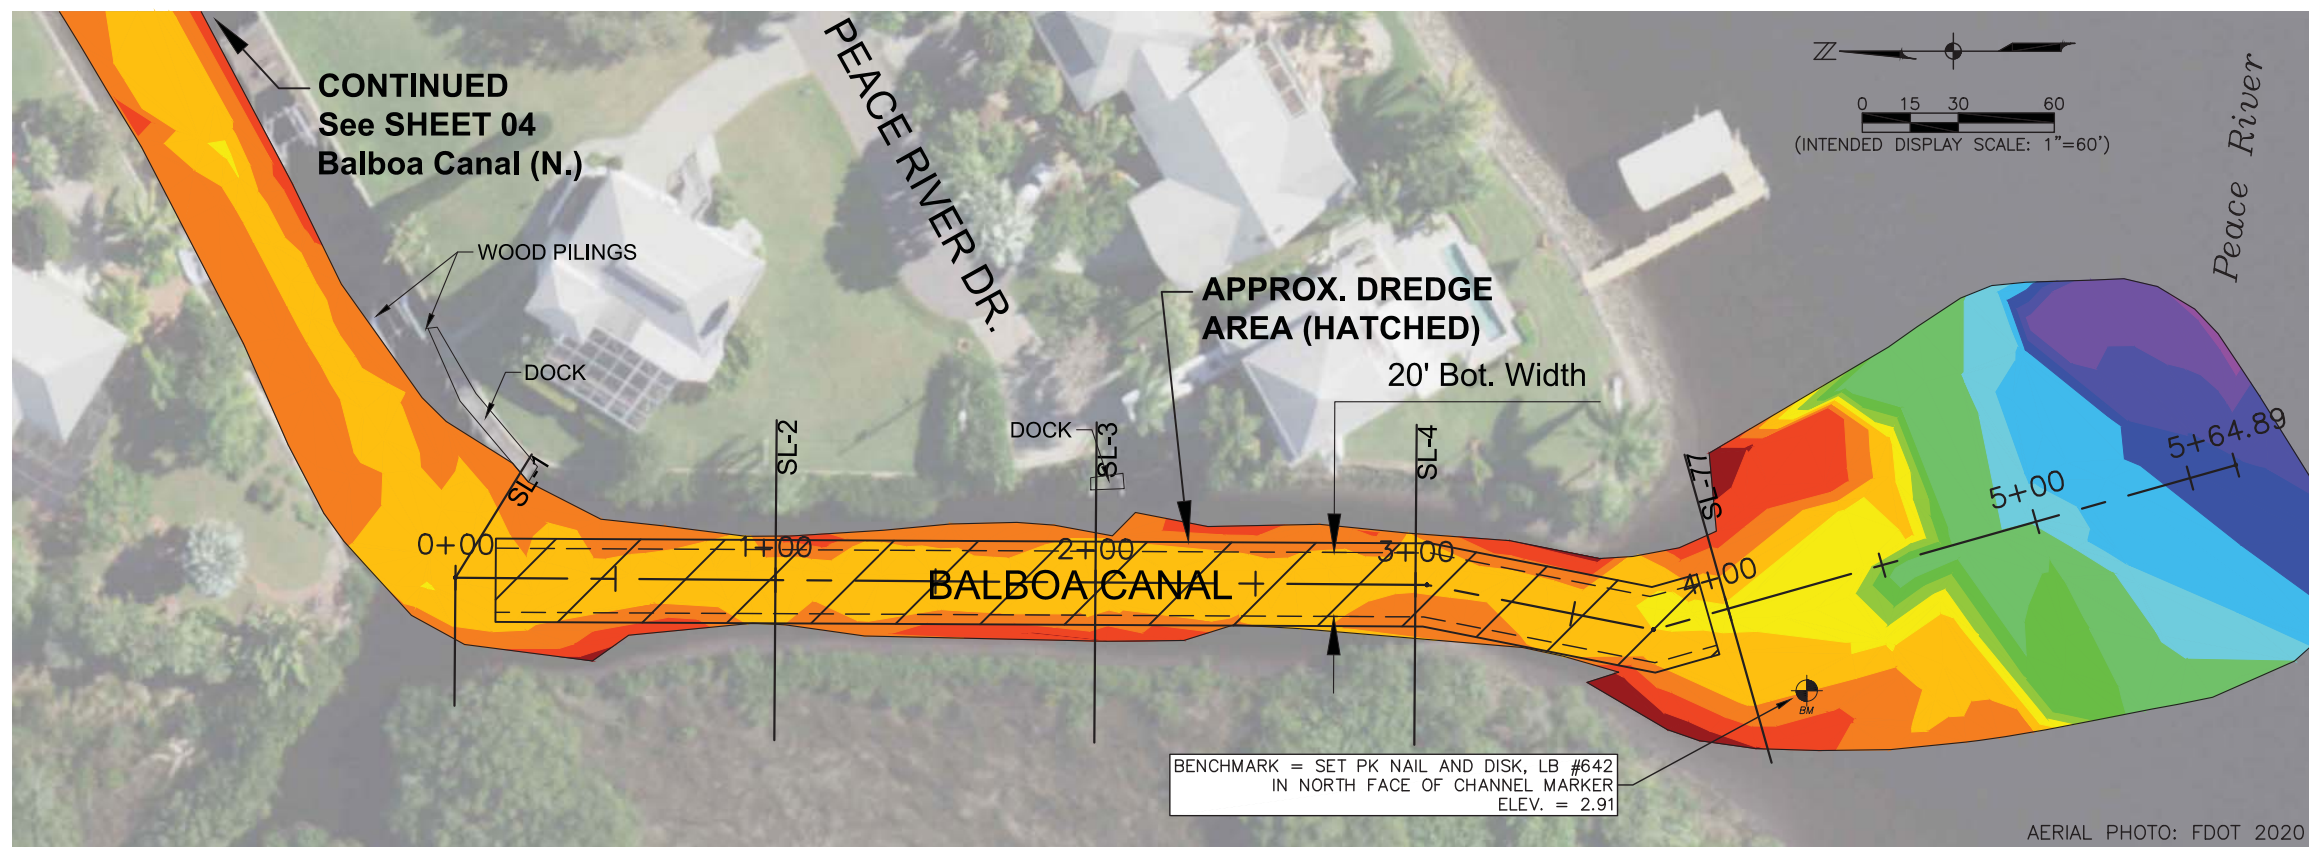 CONTINUED
See SHEET 04
Balboa Canal (N.)
PEACE RIVER DR.
Z
0 15 30 60
(INTENDED DISPLAY SCALE: 1"=60')
Peace River
WOOD PILINGS
DOCK
APPROX. DREDGE
AREA (HATCHED)
20' Bot. Width
DOCK
SL-1
SL-2
SL-3
SL-4
SL-77
0+00
1+00
2+00
3+00
4+00
5+00
5+64.89
BALBOA CANAL
BM
BENCHMARK = SET PK NAIL AND DISK, LB #642
IN NORTH FACE OF CHANNEL MARKER
ELEV. = 2.91
AERIAL PHOTO: FDOT 2020